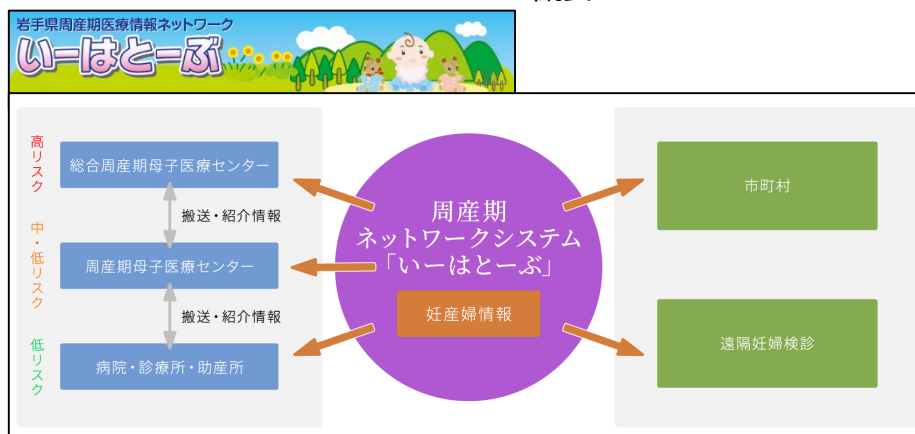 岩手県周産期医療情報ネットワーク
いーはとーぶ
高リスク
総合周産期母子医療センター
搬送・紹介情報
中・低リスク
周産期母子医療センター
搬送・紹介情報
低リスク
病院・診療所・助産所
周産期
ネットワークシステム
「いーはとーぶ」
妊産婦情報
市町村
遠隔妊婦検診